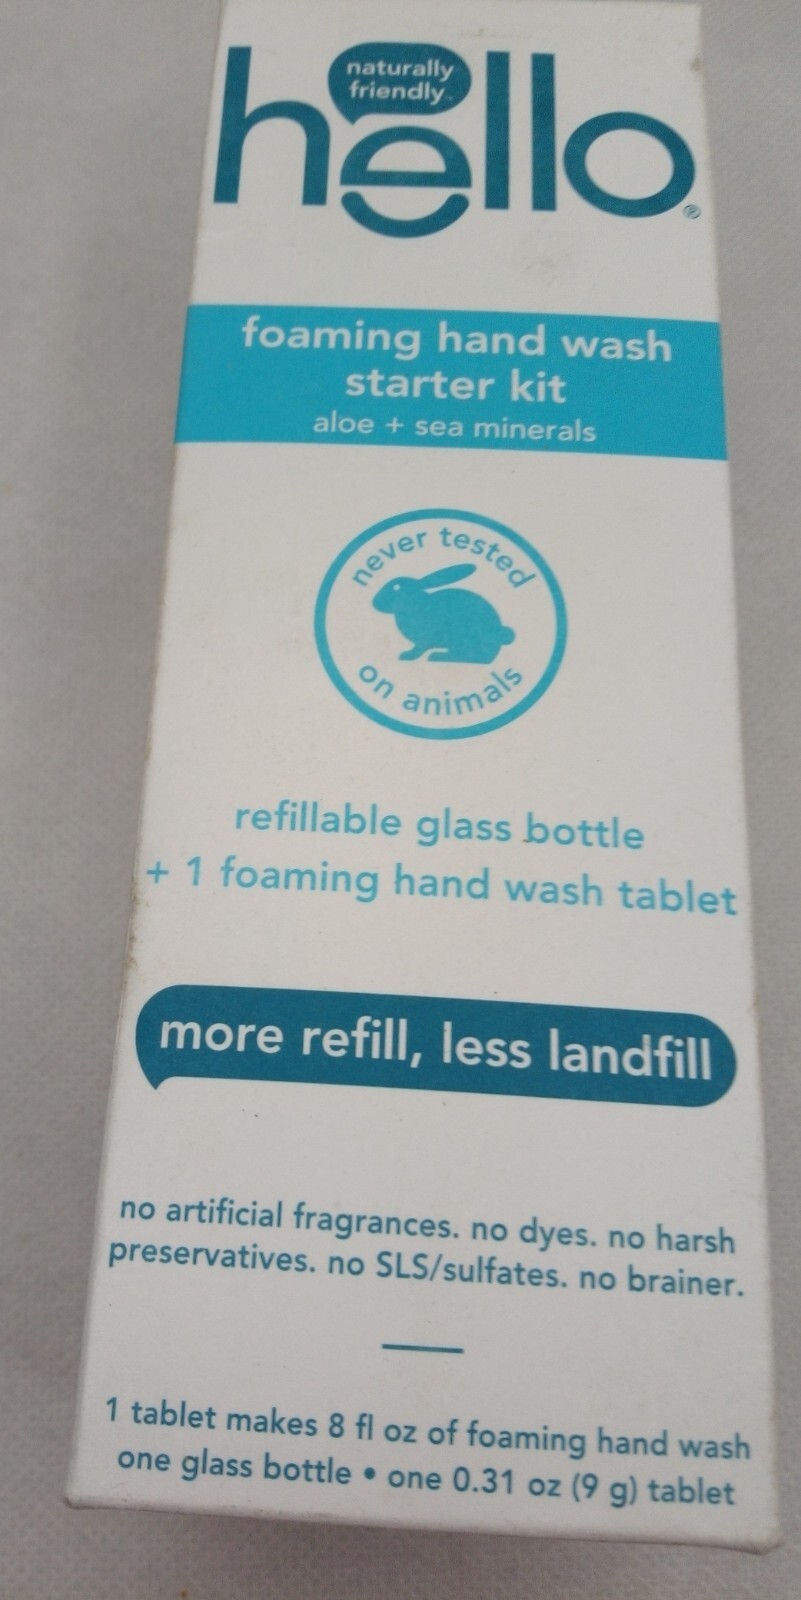 naturally
friendly™
hello®
foaming hand wash
starter kit
aloe + sea minerals
never tested
on animals
refillable glass bottle
+ 1 foaming hand wash tablet
more refill, less landfill
no artificial fragrances. no dyes. no harsh
preservatives. no SLS/sulfates. no brainer.
1 tablet makes 8 fl oz of foaming hand wash
one glass bottle • one 0.31 oz (9 g) tablet